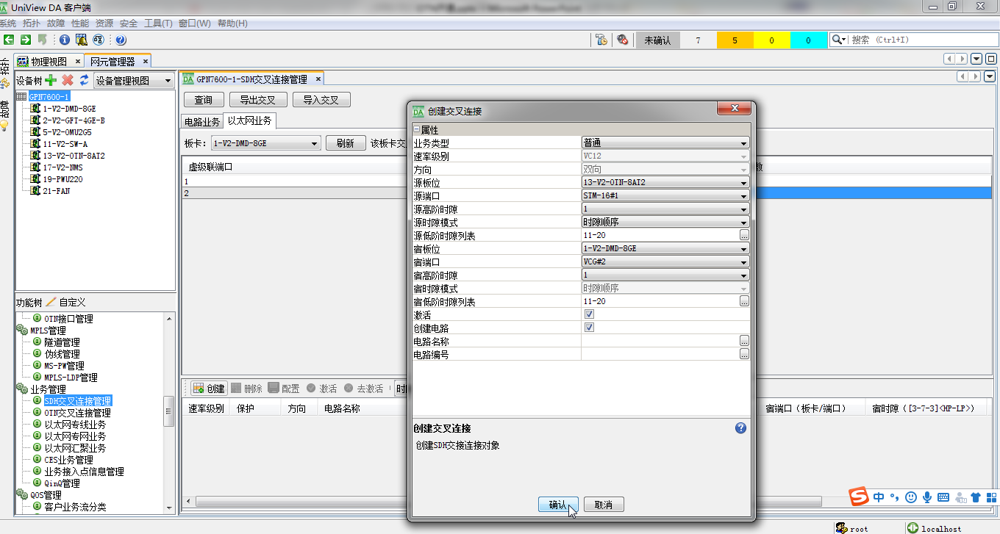 UniView DA 客户端
系统 拓扑 故障 性能 资源 安全 工具(T) 窗口(W) 帮助(H)
未确认 7 5 0 0 搜索 (Ctrl+I)
物理视图 × 网元管理器 ×
设备树 设备管理视图
GPN7600-1-SDH交叉连接管理 ×
GPN7600-1
1-V2-DMD-8GE
2-V2-GFT-4GE-B
5-V2-OMU2G5
11-V2-SW-A
13-V2-OTN-8AT2
17-V2-NMS
19-PWU220
21-FAN
查询 导出交叉 导入交叉
电路业务 以太网业务
板卡: 1-V2-DMD-8GE 刷新 该板卡交
虚级联端口 数
1
2
创建交叉连接
属性
业务类型 普通
速率级别 VC12
方向 双向
源板位 13-V2-OTN-8AT2
源端口 STM-16#1
源高阶时隙 1
源时隙模式 时隙顺序
源低阶时隙列表 11-20 ...
宿板位 1-V2-DMD-8GE
宿端口 VCG#2
宿高阶时隙 1
宿时隙模式 时隙顺序
宿低阶时隙列表 11-20 ...
激活
创建电路
电路名称 ...
电路编号 ...
创建交叉连接
创建SDH交接连接对象
确认 取消
功能树 自定义
OTN接口管理
MPLS管理
隧道管理
伪线管理
MS-PW管理
MPLS-LDP管理
业务管理
SDH交叉连接管理
OTN交叉连接管理
以太网专线业务
以太网专网业务
以太网汇聚业务
CES业务管理
业务接入点信息管理
QinQ管理
QOS管理
客户业务流分类
创建 删除 配置 激活 去激活 时
速率级别 保护 方向 电路名称 宿端口（板卡/端口） 宿时隙（[3-7-3]<HP-LP>）
中
root localhost